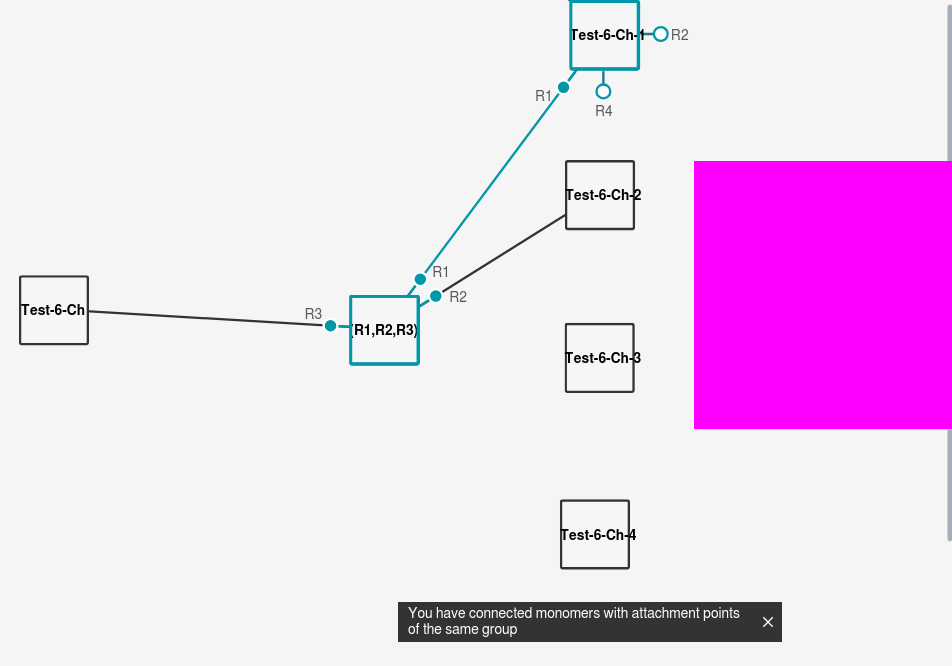 Test-6-Ch-1
R2
R1
R4
Test-6-Ch-2
R1
R2
Test-6-Ch
R3
(R1,R2,R3)
Test-6-Ch-3
Test-6-Ch-4
You have connected monomers with attachment points
of the same group